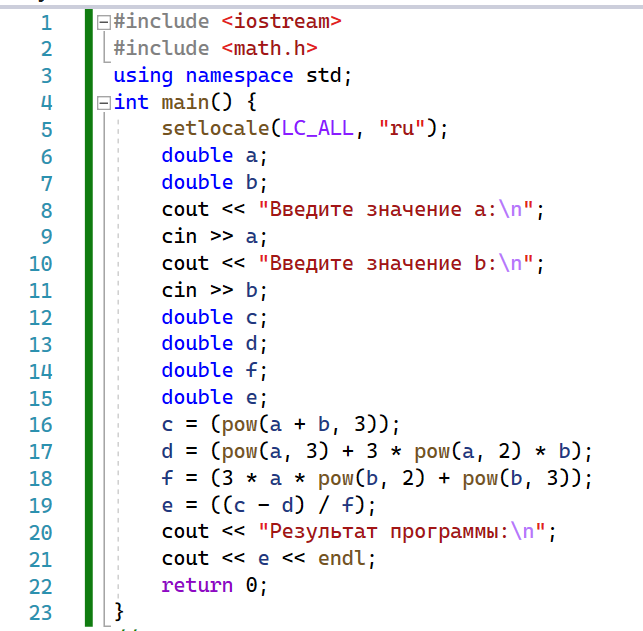 1 #include <iostream>
2 #include <math.h>
3 using namespace std;
4 int main() {
5 setlocale(LC_ALL, "ru");
6 double a;
7 double b;
8 cout << "Введите значение a:\n";
9 cin >> a;
10 cout << "Введите значение b:\n";
11 cin >> b;
12 double c;
13 double d;
14 double f;
15 double e;
16 c = (pow(a + b, 3));
17 d = (pow(a, 3) + 3 * pow(a, 2) * b);
18 f = (3 * a * pow(b, 2) + pow(b, 3));
19 e = ((c - d) / f);
20 cout << "Результат программы:\n";
21 cout << e << endl;
22 return 0;
23 }